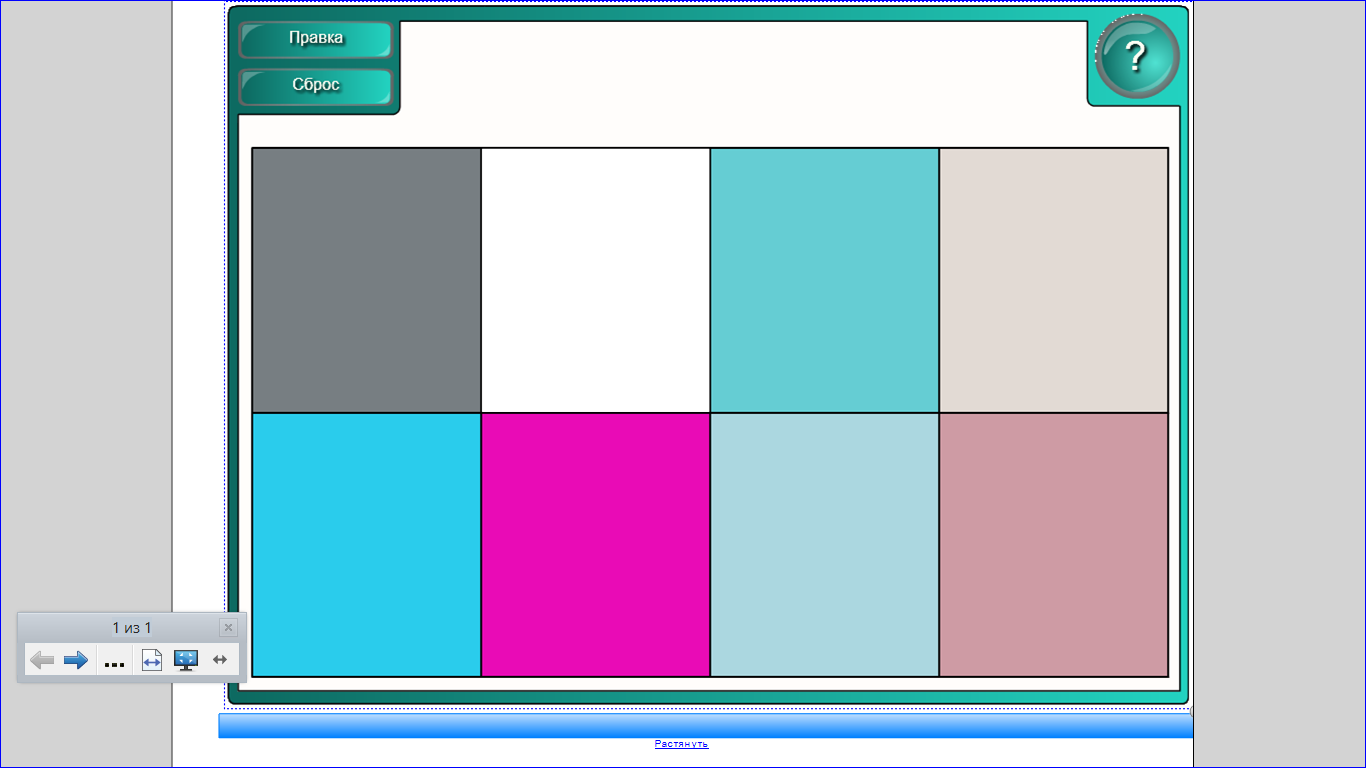 Правка
?
Сброс
1 из 1
...
Растянуть